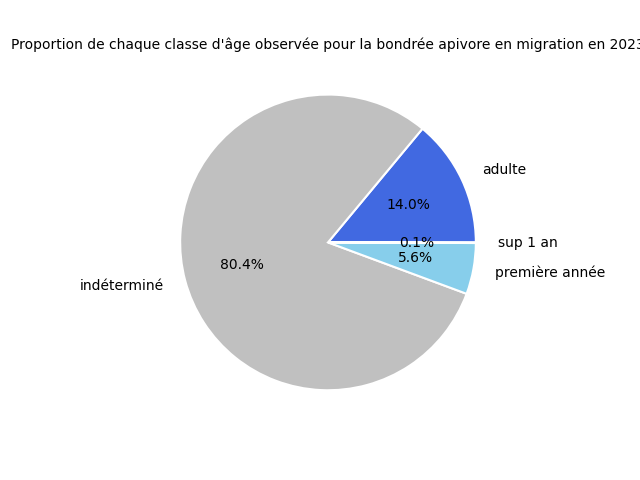 Proportion de chaque classe d'âge observée pour la bondrée apivore en migration en 2023
adulte
14.0%
0.1%
sup 1 an
5.6%
première année
80.4%
indéterminé